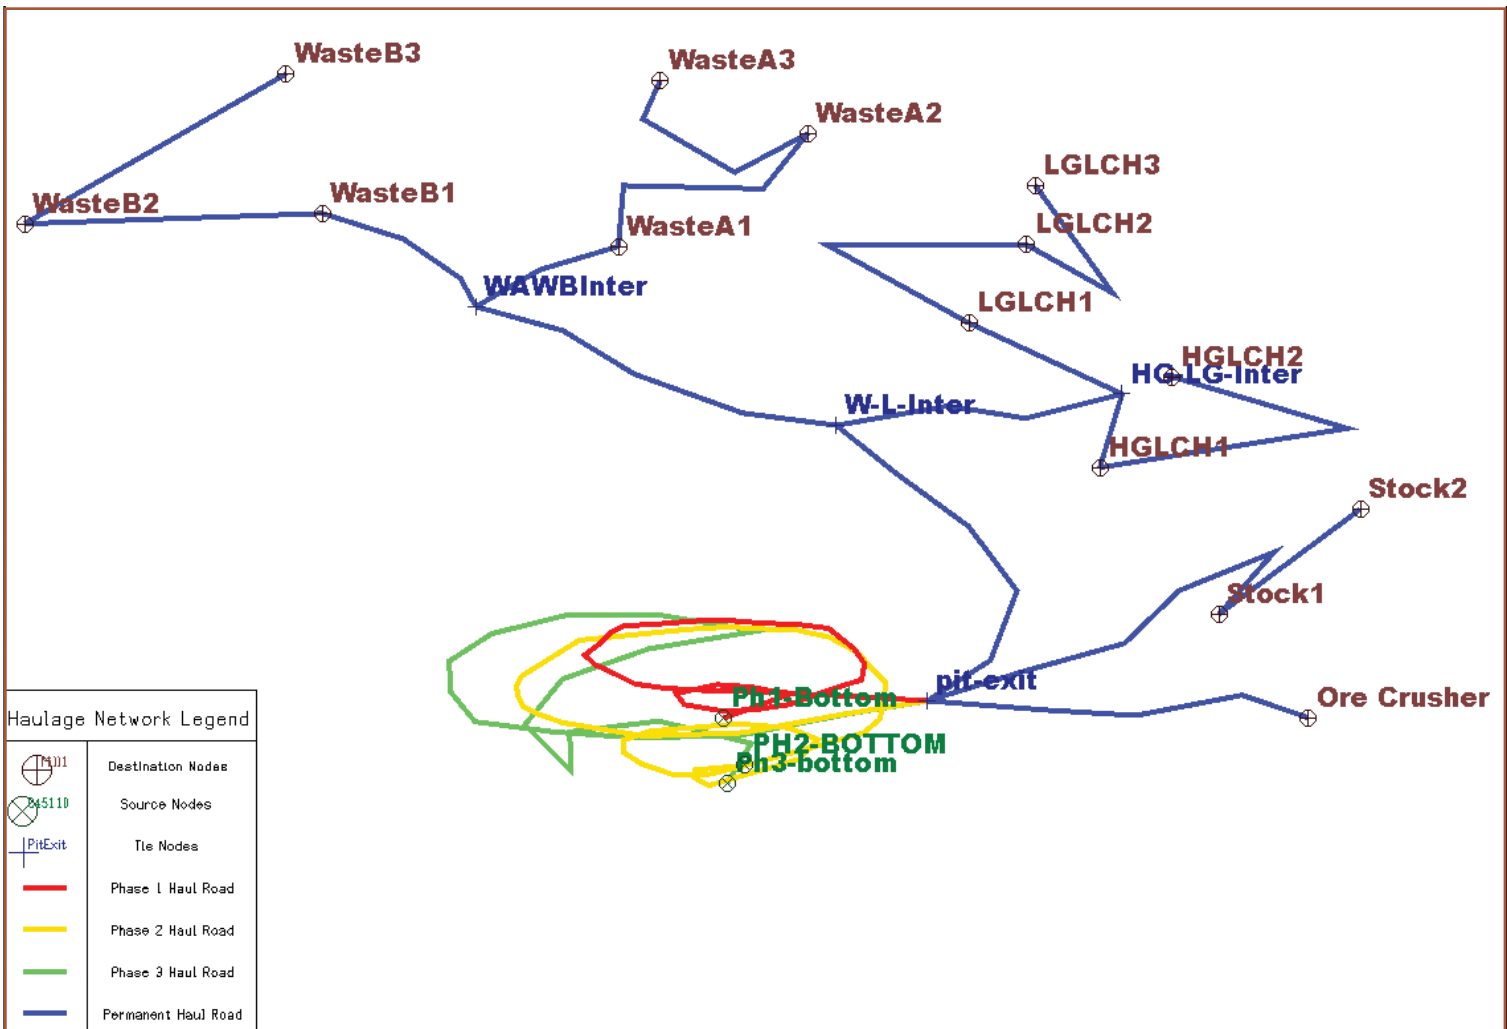 WasteB3
WasteA3
WasteA2
LGLCH3
WasteB2
WasteB1
WasteA1
LGLCH2
WAWBInter
LGLCH1
HGLCH2
HG-LG-Inter
W-L-Inter
HGLCH1
Stock2
Stock1
pit-exit
Ph1-Bottom
Ore Crusher
PH2-BOTTOM
Ph3-bottom
Haulage Network Legend
Destination Nodes
Source Nodes
PitExit
Tie Nodes
Phase 1 Haul Road
Phase 2 Haul Road
Phase 3 Haul Road
Permanent Haul Road